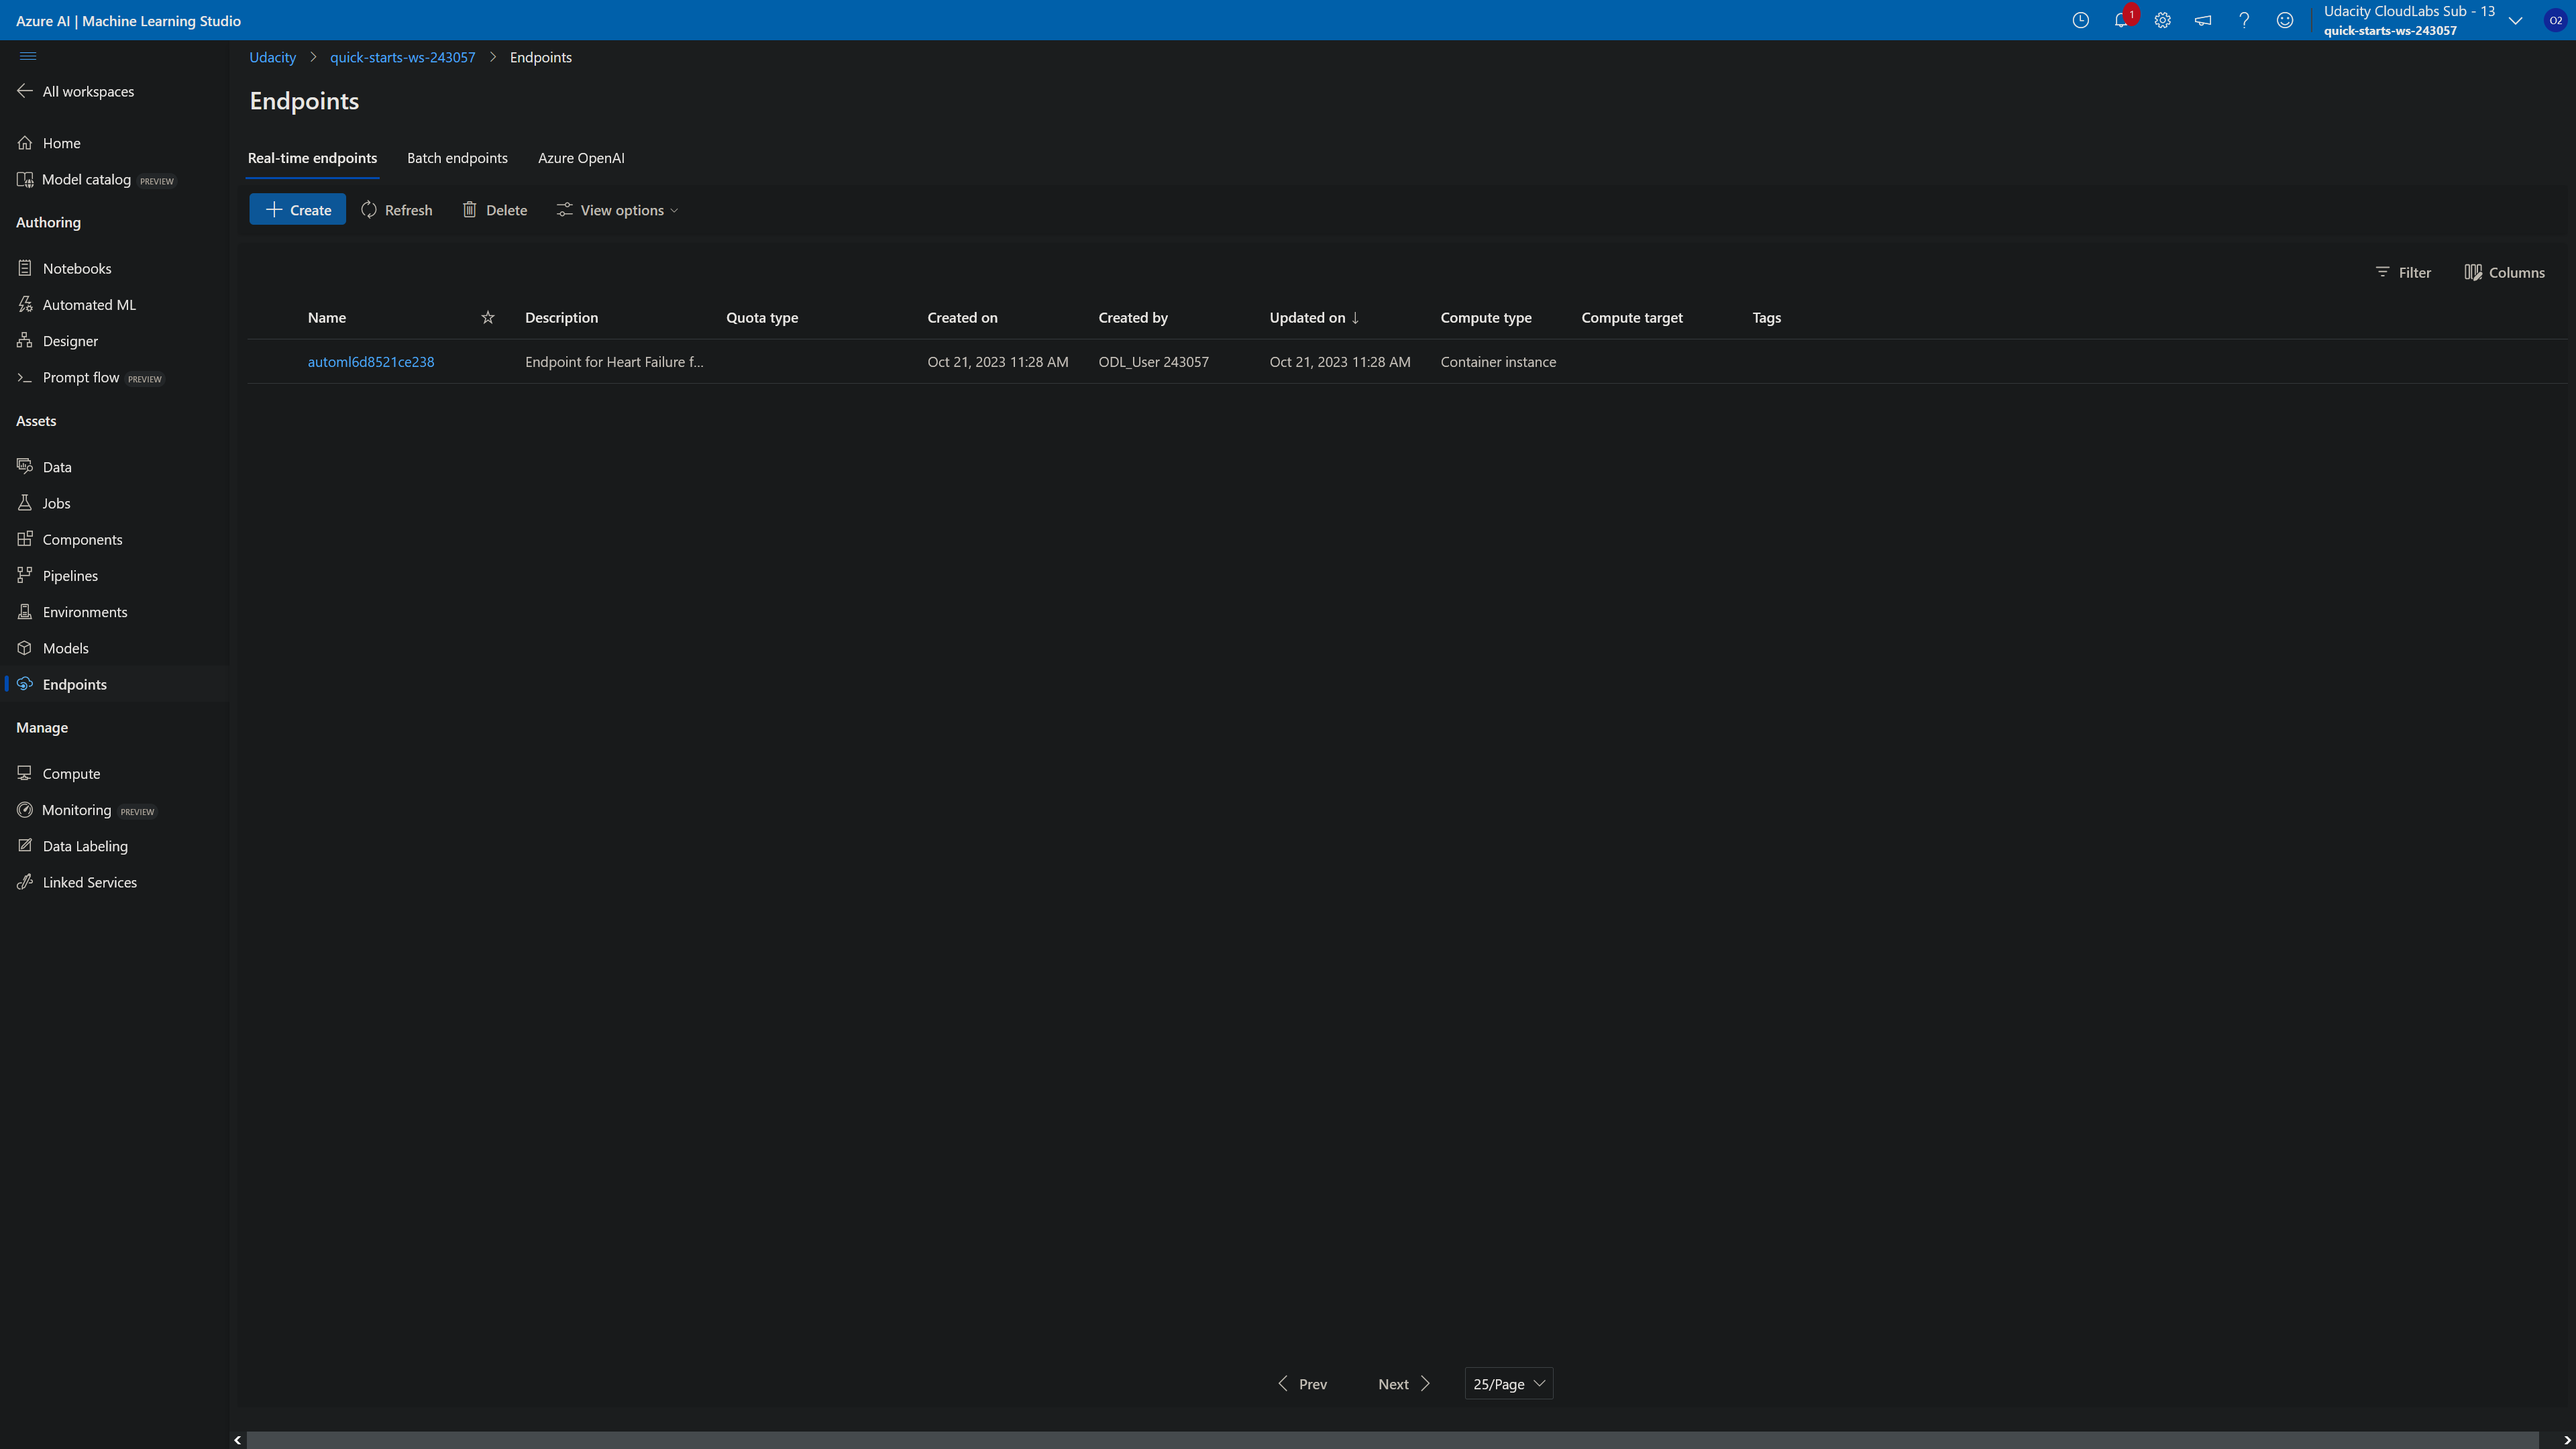 Azure AI | Machine Learning Studio
1
Udacity CloudLabs Sub - 13
quick-starts-ws-243057
O2
All workspaces
Home
Model catalog PREVIEW
Authoring
Notebooks
Automated ML
Designer
Prompt flow PREVIEW
Assets
Data
Jobs
Components
Pipelines
Environments
Models
Endpoints
Manage
Compute
Monitoring PREVIEW
Data Labeling
Linked Services
Udacity > quick-starts-ws-243057 > Endpoints
Endpoints
Real-time endpoints Batch endpoints Azure OpenAI
Create Refresh Delete View options
Filter Columns
Name Description Quota type Created on Created by Updated on ↓ Compute type Compute target Tags
automl6d8521ce238 Endpoint for Heart Failure f... Oct 21, 2023 11:28 AM ODL_User 243057 Oct 21, 2023 11:28 AM Container instance
Prev Next 25/Page